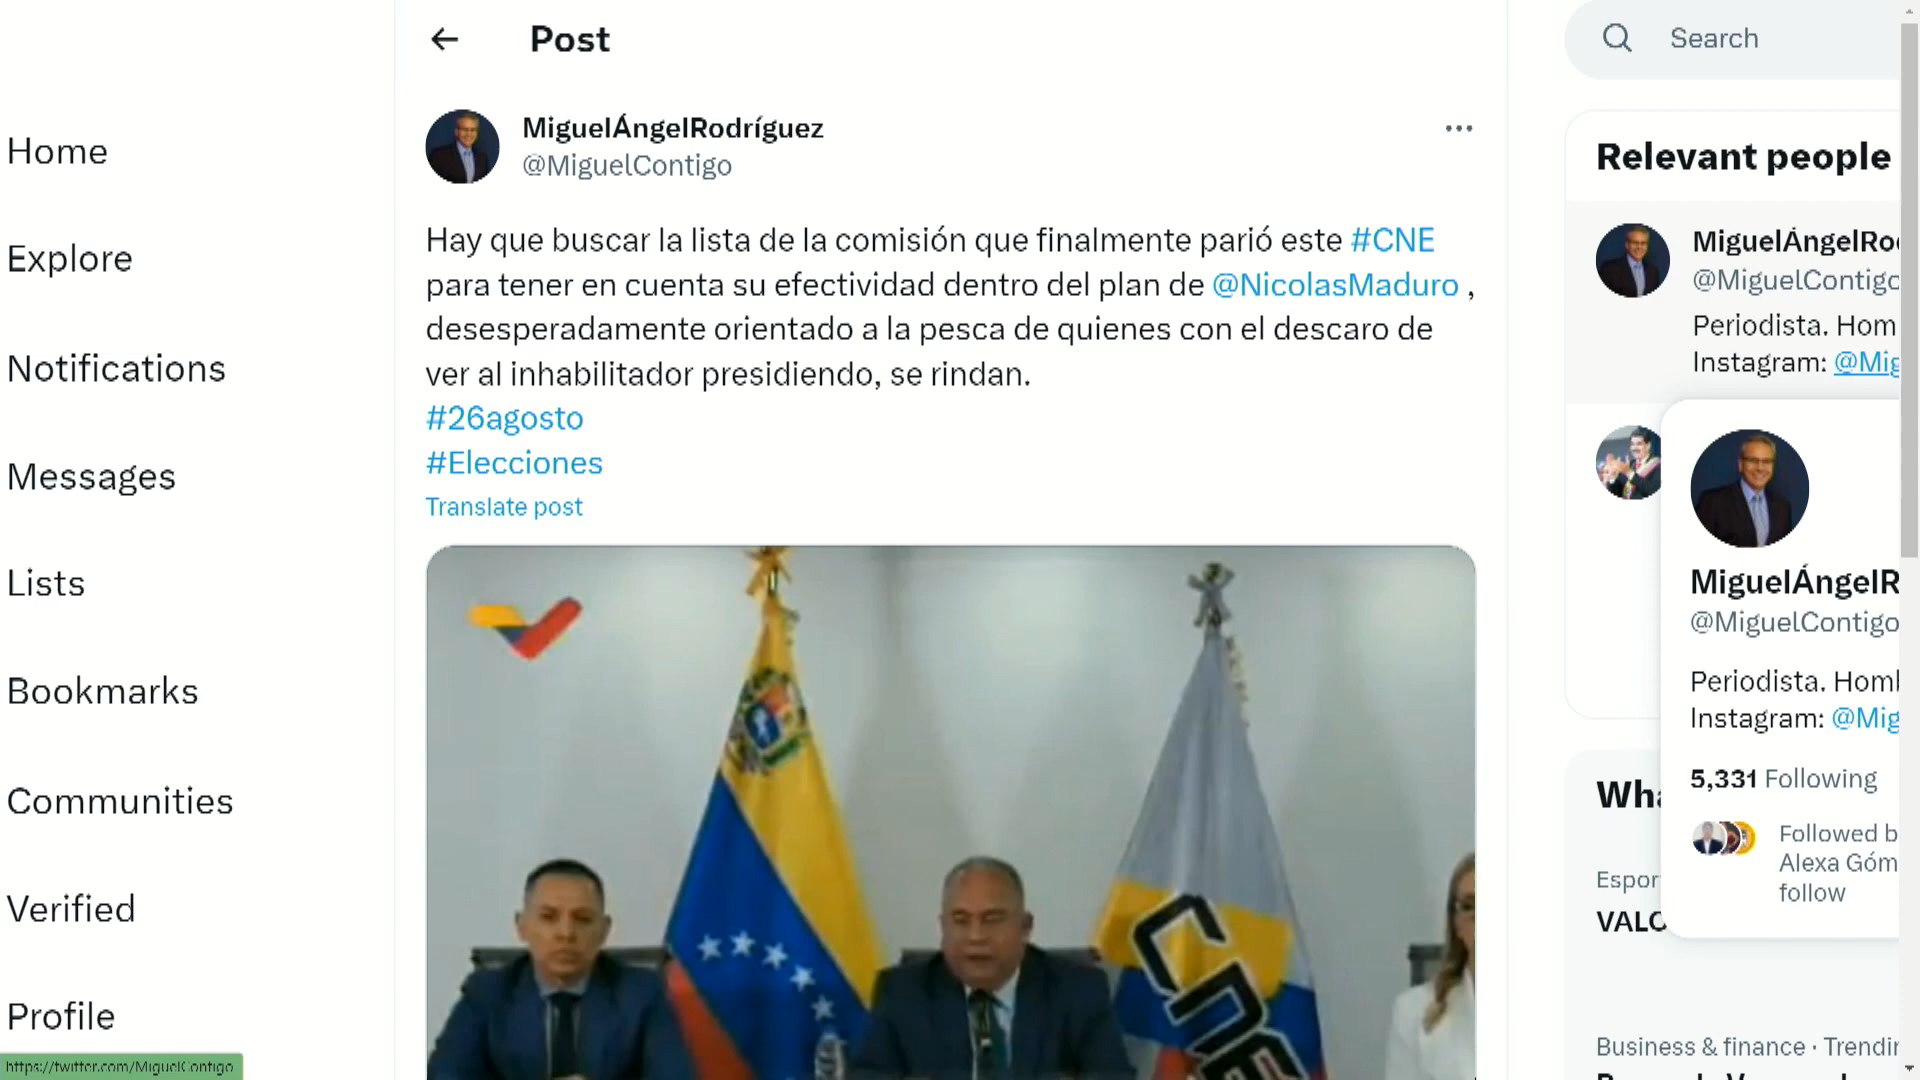 Post
Search
Home
Explore
Notifications
Messages
Lists
Bookmarks
Communities
Verified
Profile
https://twitter.com/MiguelContigo
MiguelÁngelRodríguez
@MiguelContigo
Hay que buscar la lista de la comisión que finalmente parió este #CNE
para tener en cuenta su efectividad dentro del plan de @NicolasMaduro ,
desesperadamente orientado a la pesca de quienes con el descaro de
ver al inhabilitador presidiendo, se rindan.
#26agosto
#Elecciones
Translate post
CNE
Relevant people
MiguelÁngelRo
@MiguelContigo
Periodista. Hom
Instagram: @Mig
MiguelÁngelR
@MiguelContigo
Periodista. Hom
Instagram: @Mig
5,331 Following
Followed b
Alexa Góm
follow
Wha
Espor
VALO
Business & finance · Trendin